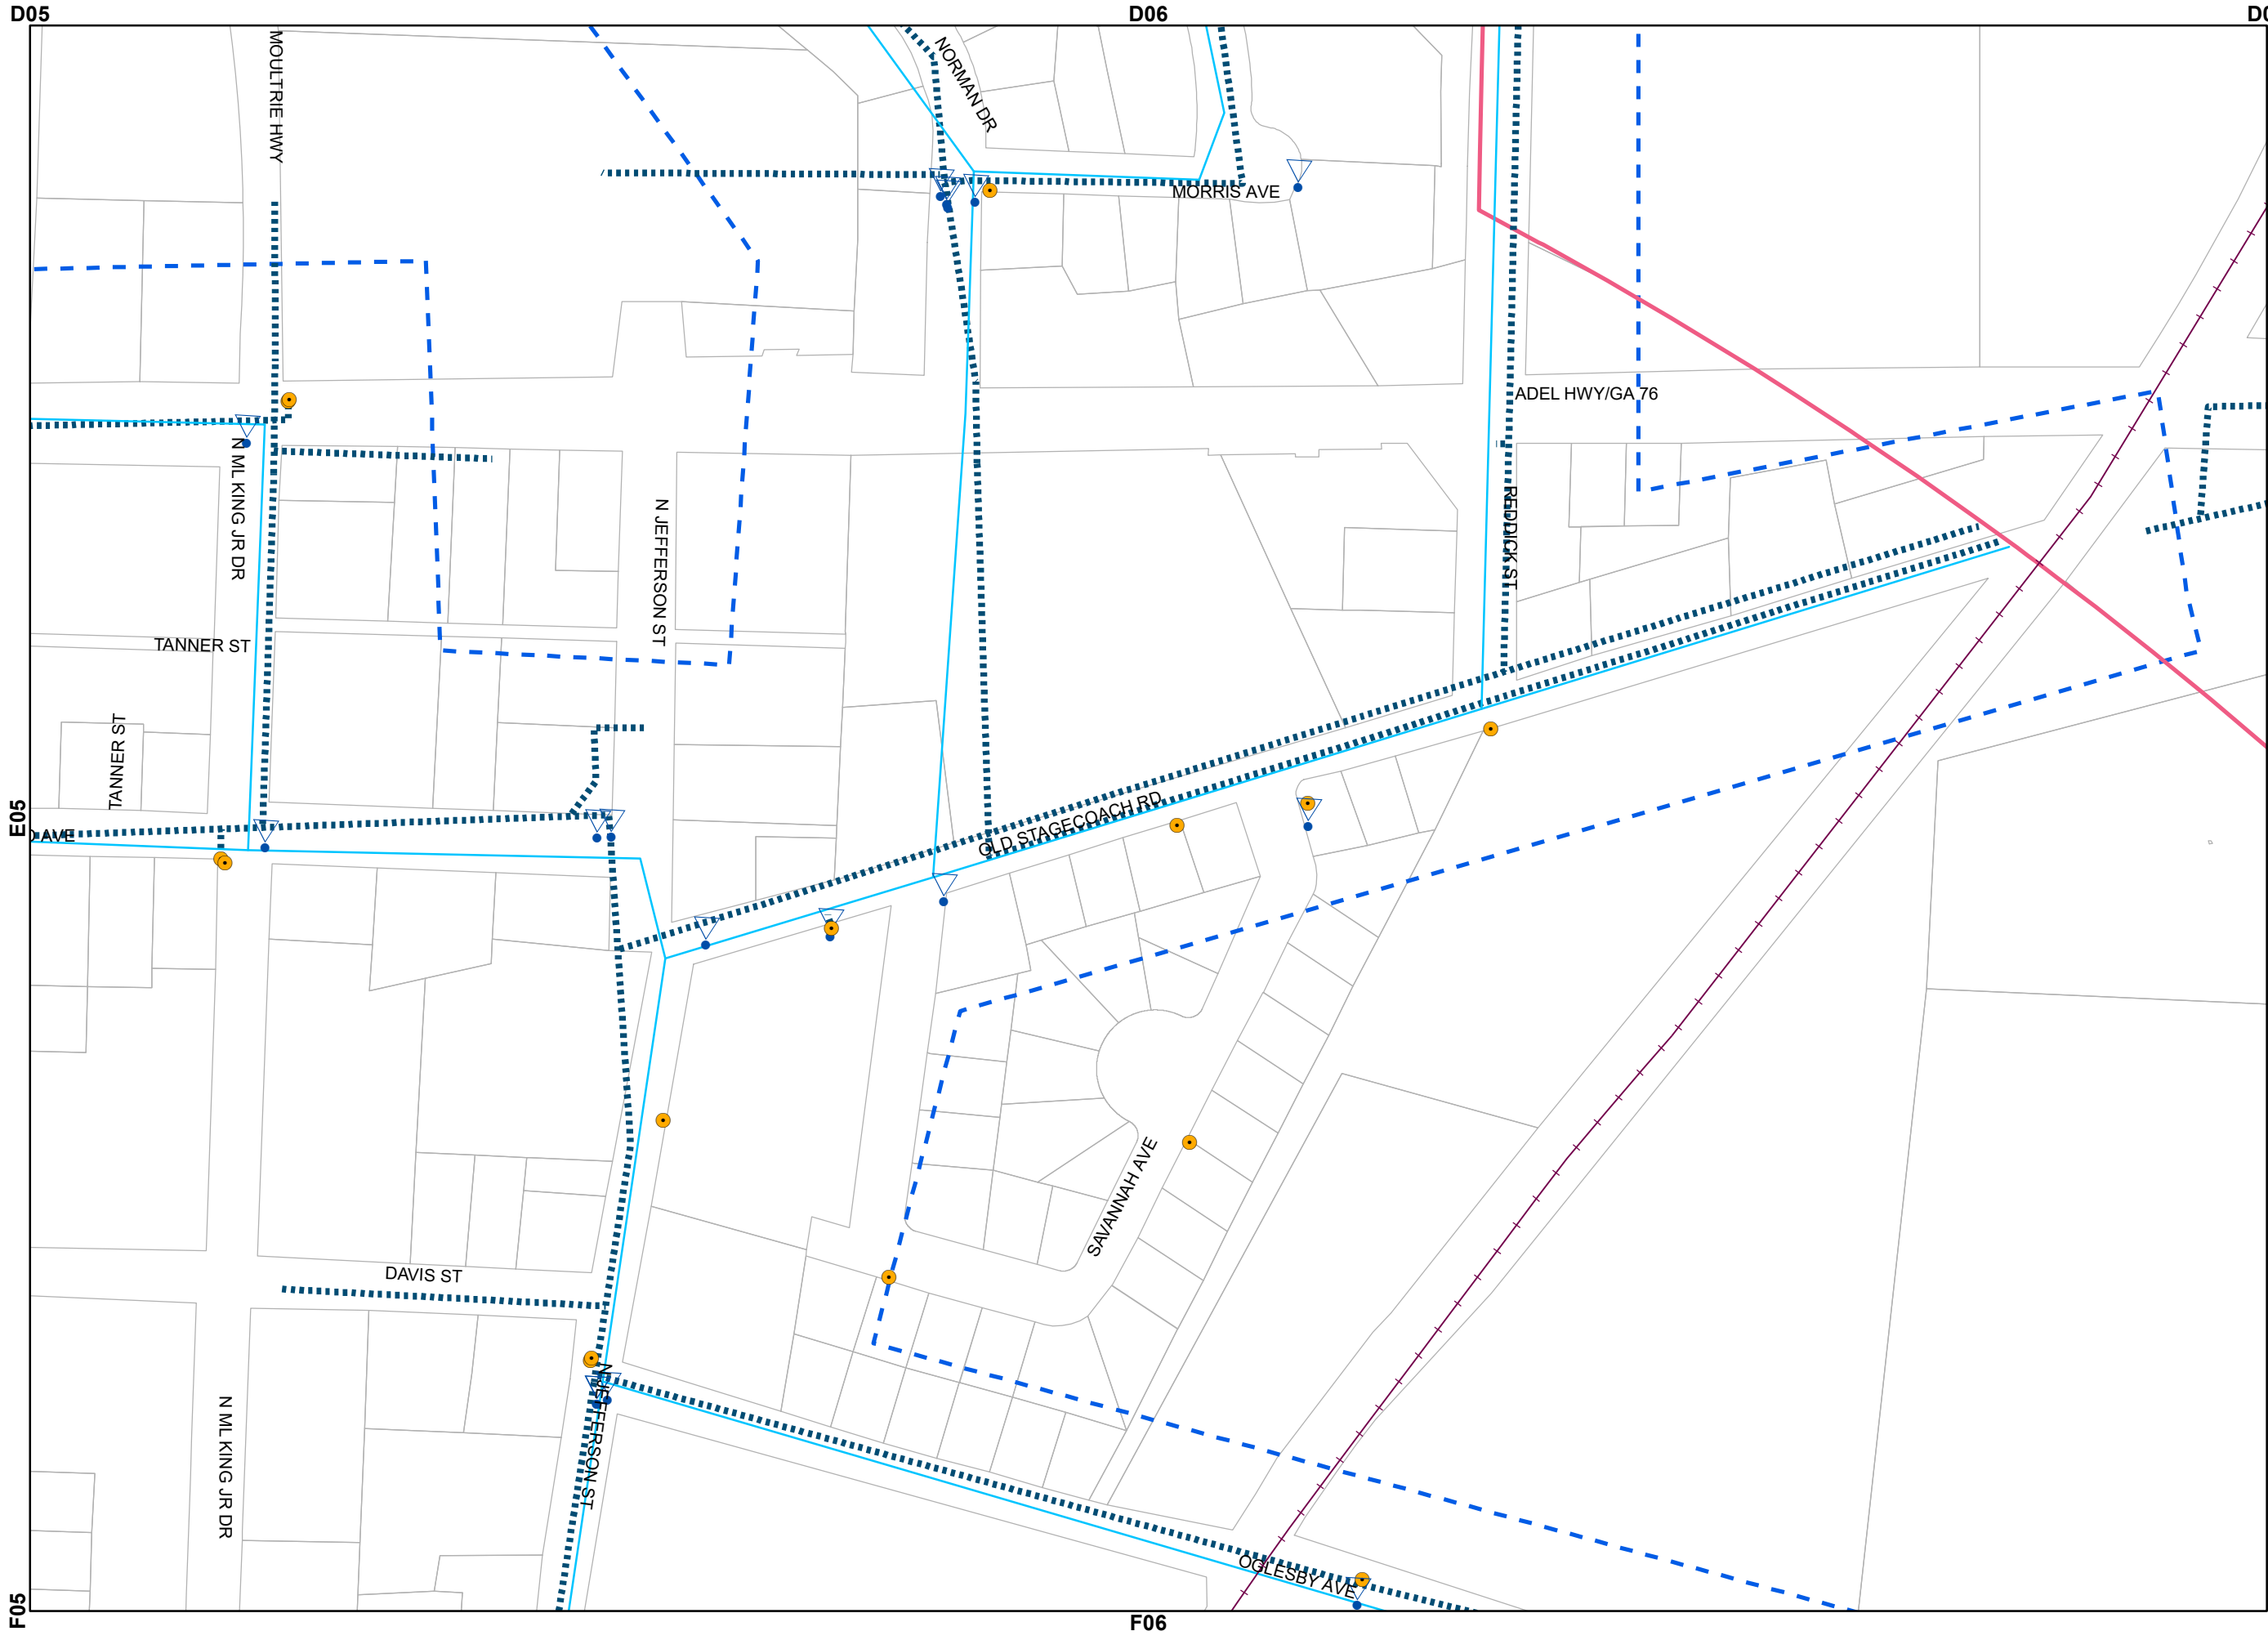 D05
D06
MOULTRIE HWY
NORMAN DR
MORRIS AVE
ADEL HWY/GA 76
N ML KING JR DR
N JEFFERSON ST
REDDICK ST
TANNER ST
TANNER ST
E05
AVE
OLD STAGECOACH RD
SAVANNAH AVE
DAVIS ST
N JEFFERSON ST
N ML KING JR DR
OGLESBY AVE
F05
F06